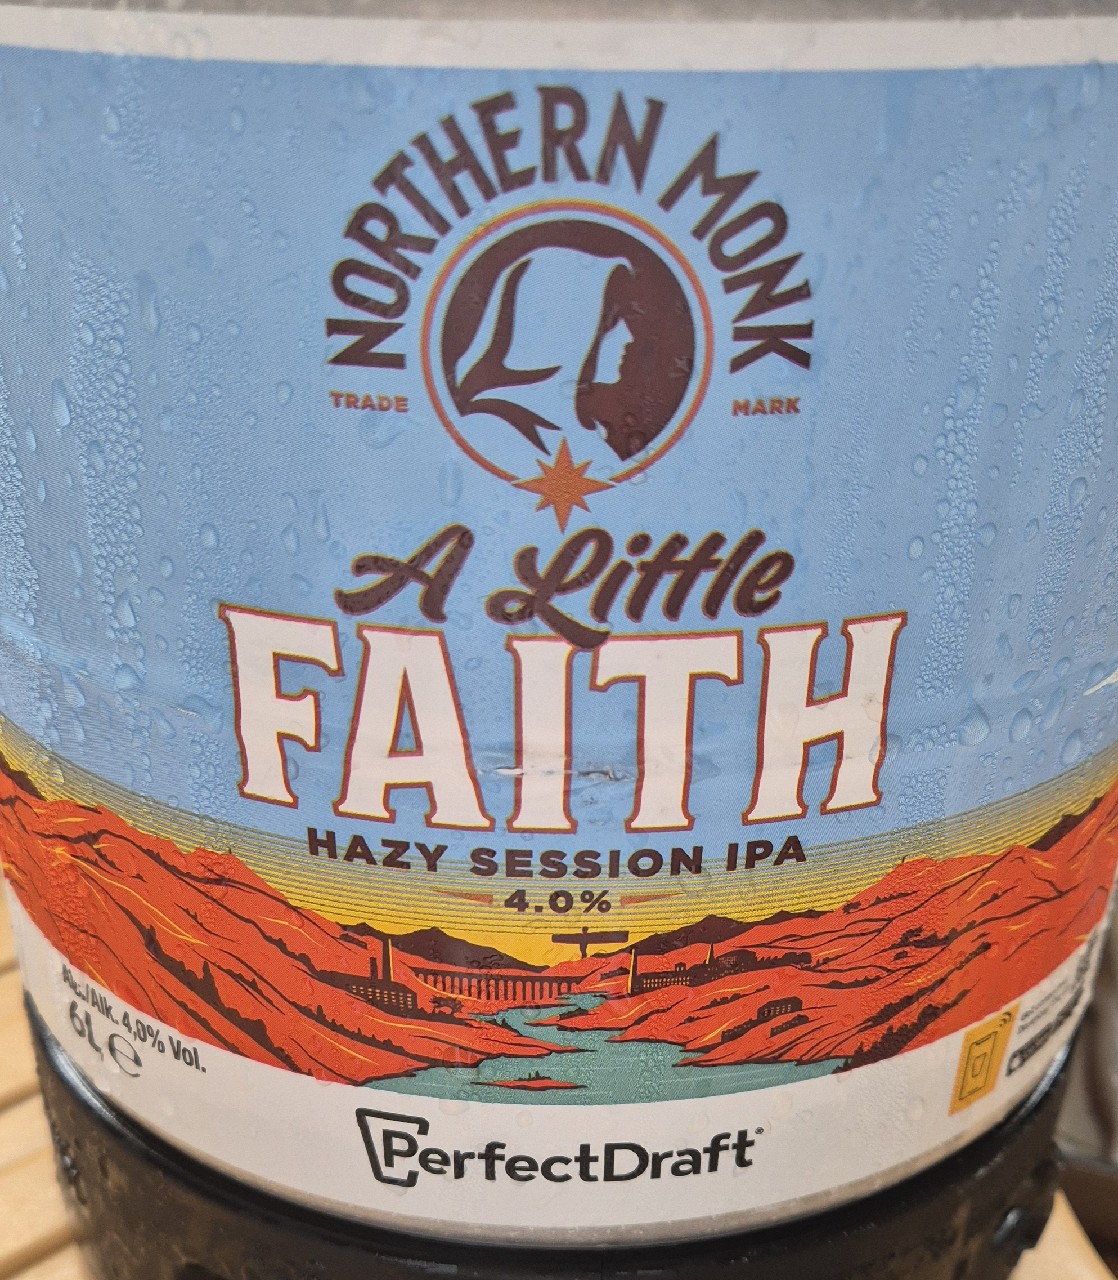 NORTHERN MONK
TRADE MARK
A Little
FAITH
HAZY SESSION IPA
4.0%
Alc./Alk. 4,0% Vol.
6L e
PerfectDraft